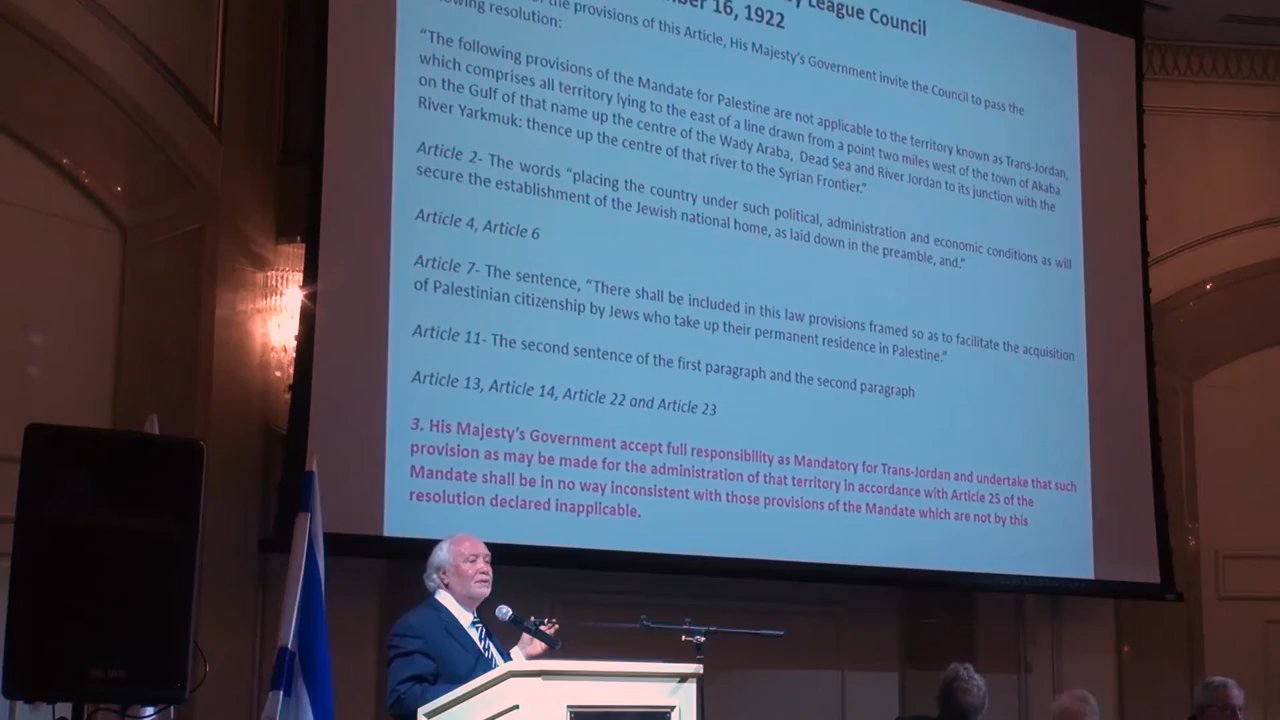 League Council
16, 1922
the provisions of this Article, His Majesty's Government invite the Council to pass the
resolution:
"The following provisions of the Mandate for Palestine are not applicable to the territory known as Trans-Jordan,
which comprises all territory lying to the east of a line drawn from a point two miles west of the town of Akaba
on the Gulf of that name up the centre of the Wady Araba, Dead Sea and River Jordan to its junction with the
River Yarkmuk: thence up the centre of that river to the Syrian Frontier."
Article 2- The words "placing the country under such political, administration and economic conditions as will
secure the establishment of the Jewish national home, as laid down in the preamble, and."
Article 4, Article 6
Article 7- The sentence, "There shall be included in this law provisions framed so as to facilitate the acquisition
of Palestinian citizenship by Jews who take up their permanent residence in Palestine."
Article 11- The second sentence of the first paragraph and the second paragraph
Article 13, Article 14, Article 22 and Article 23
3. His Majesty's Government accept full responsibility as Mandatory for Trans-Jordan and undertake that such
provision as may be made for the administration of that territory in accordance with Article 25 of the
Mandate shall be in no way inconsistent with those provisions of the Mandate which are not by this
resolution declared inapplicable.